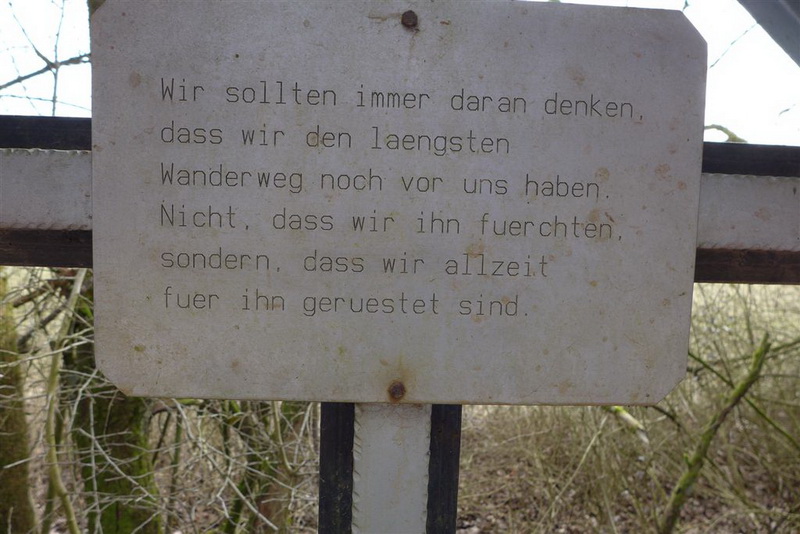 Wir sollten immer daran denken,
dass wir den laengsten
Wanderweg noch vor uns haben.
Nicht, dass wir ihn fuerchten,
sondern, dass wir allzeit
fuer ihn geruestet sind.